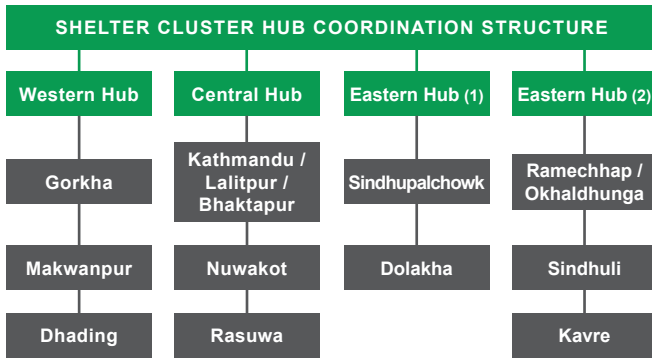 SHELTER CLUSTER HUB COORDINATION STRUCTURE
Western Hub
Gorkha
Makwanpur
Dhading
Central Hub
Kathmandu /
Lalitpur /
Bhaktapur
Nuwakot
Rasuwa
Eastern Hub (1)
Sindhupalchowk
Dolakha
Eastern Hub (2)
Ramechhap /
Okhaldhunga
Sindhuli
Kavre